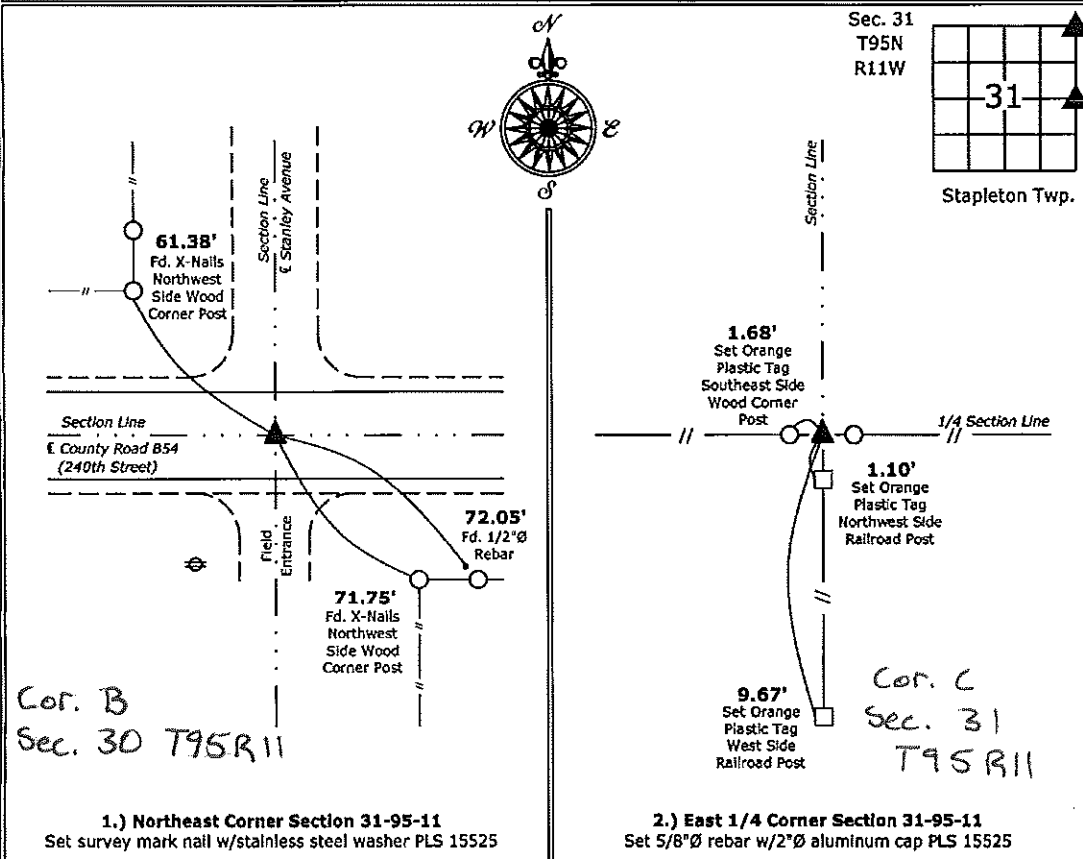 Sec. 31
T95N
R11W
31
Stapleton Twp.
N
W
E
S
Section Line
℄ Stanley Avenue
61.38'
Fd. X-Nails
Northwest
Side Wood
Corner Post
Section Line
℄ County Road B54
(240th Street)
Field
Entrance
72.05'
Fd. 1/2"Ø
Rebar
71.75'
Fd. X-Nails
Northwest
Side Wood
Corner Post
Cor. B
Sec. 30 T95R11
1.) Northeast Corner Section 31-95-11
Set survey mark nail w/stainless steel washer PLS 15525
Section Line
1.68'
Set Orange
Plastic Tag
Southeast Side
Wood Corner
Post
1/4 Section Line
1.10'
Set Orange
Plastic Tag
Northwest Side
Railroad Post
9.67'
Set Orange
Plastic Tag
West Side
Railroad Post
Cor. C
Sec. 31
T95R11
2.) East 1/4 Corner Section 31-95-11
Set 5/8"Ø rebar w/2"Ø aluminum cap PLS 15525